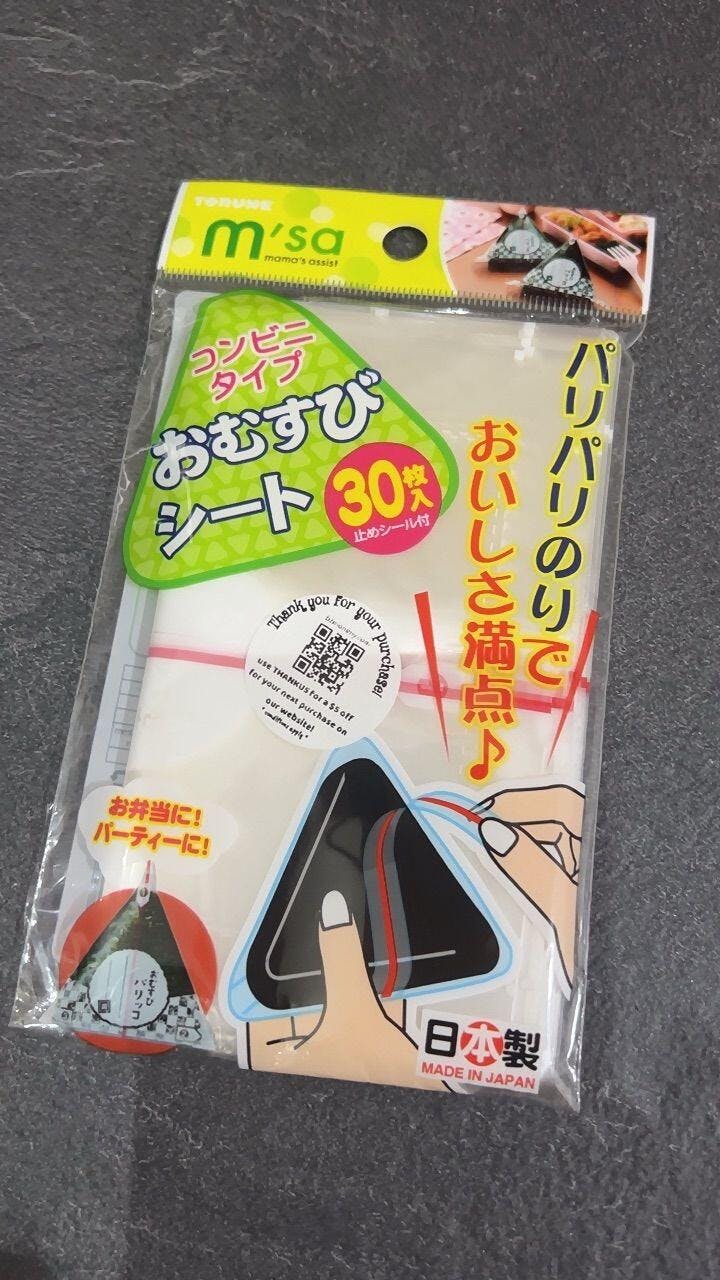 TORUNE
m'sa
mama's assist
コンビニ
タイプ
おむすび
シート
30枚入
止めシール付
パリパリのりで
おいしさ満点♪
Thank you for your purchase!
use THANKU5 for a $5 off
for your next purchase on
our website!
*conditions apply*
お弁当に!
パーティーに!
おむすび
パリッコ
日本製
MADE IN JAPAN